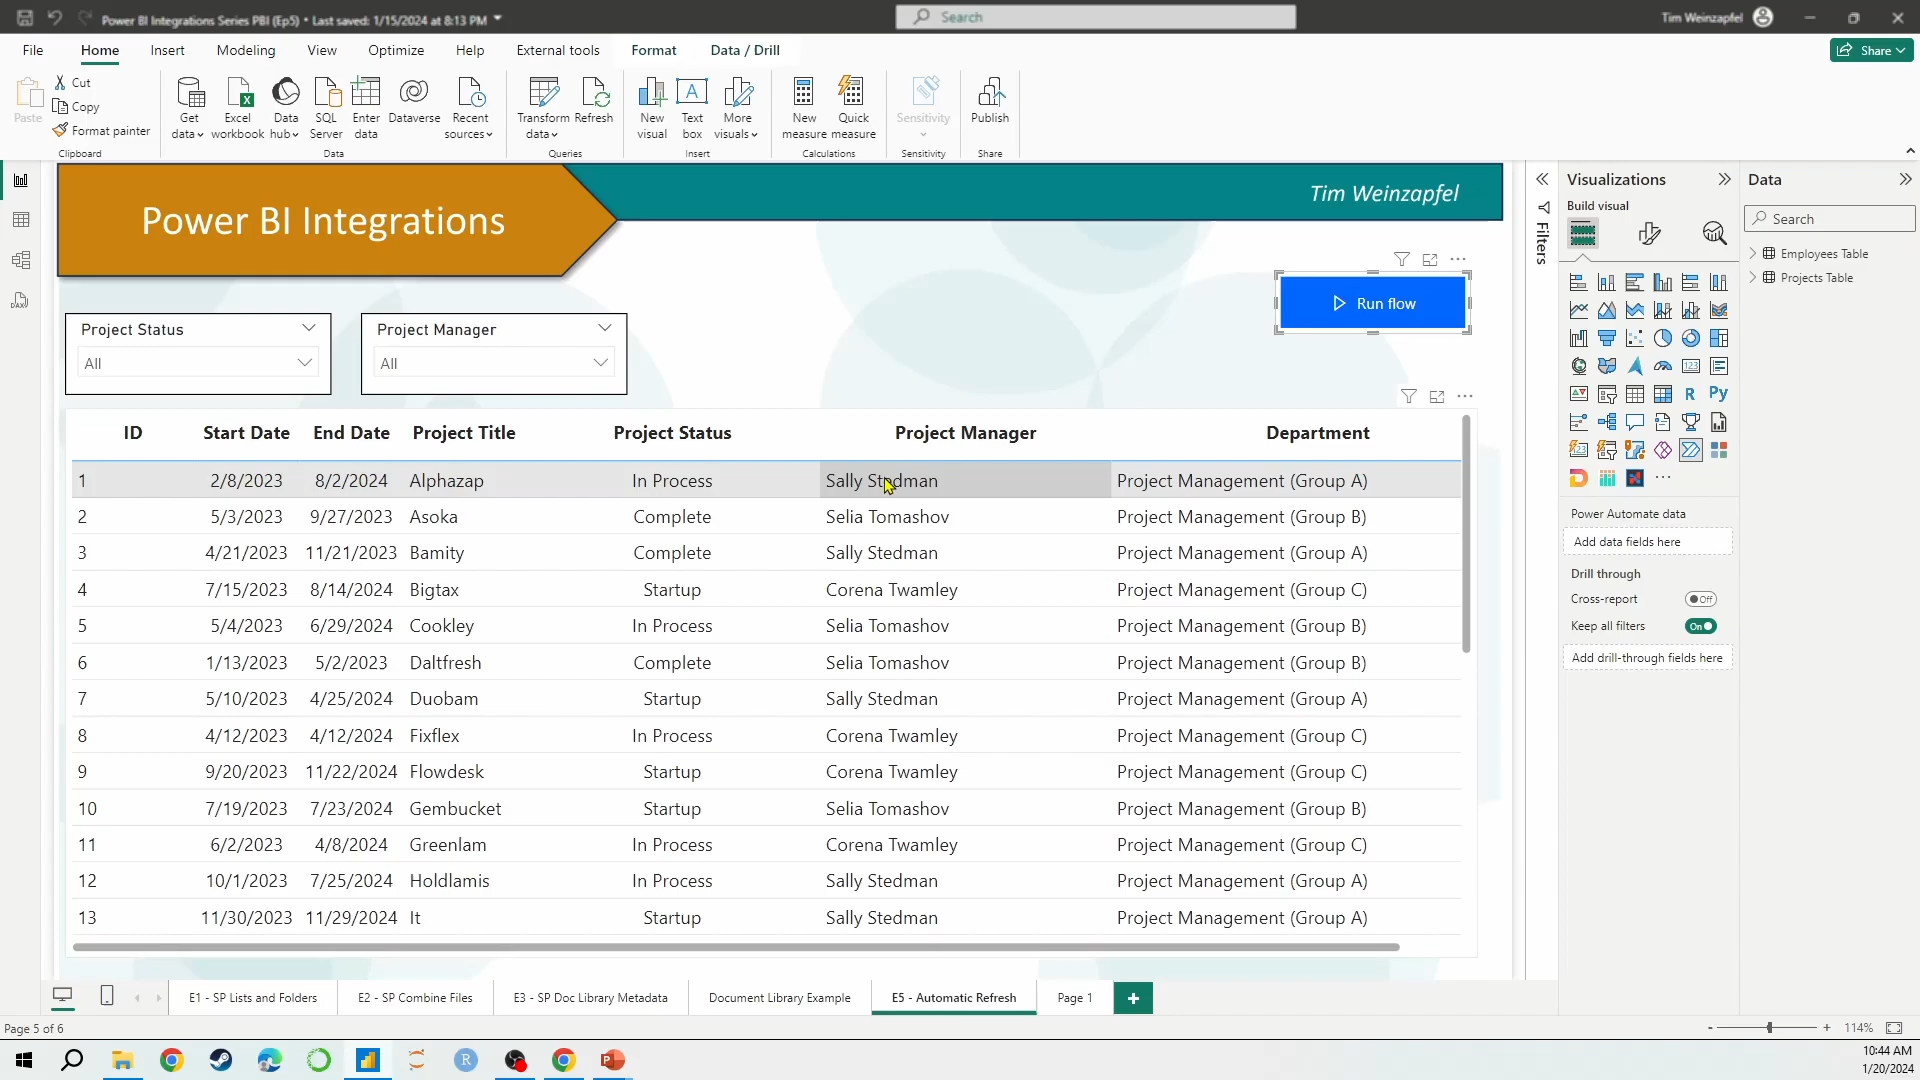 Power BI Integrations Series PBI (Ep5) • Last saved: 1/15/2024 at 8:13 PM
Search
Tim Weinzapfel
File Home Insert Modeling View Optimize Help External tools Format Data / Drill
Share
Paste
Cut
Copy
Format painter
Clipboard
Get data
Excel workbook
Data hub
SQL Server
Enter data
Dataverse
Recent sources
Data
Transform data
Refresh
Queries
New visual
Text box
More visuals
Insert
New measure
Quick measure
Calculations
Sensitivity
Sensitivity
Publish
Share
Power BI Integrations
Tim Weinzapfel
Run flow
Project Status
All
Project Manager
All
ID Start Date End Date Project Title Project Status Project Manager Department
1 2/8/2023 8/2/2024 Alphazap In Process Sally Stedman Project Management (Group A)
2 5/3/2023 9/27/2023 Asoka Complete Selia Tomashov Project Management (Group B)
3 4/21/2023 11/21/2023 Bamity Complete Sally Stedman Project Management (Group A)
4 7/15/2023 8/14/2024 Bigtax Startup Corena Twamley Project Management (Group C)
5 5/4/2023 6/29/2024 Cookley In Process Selia Tomashov Project Management (Group B)
6 1/13/2023 5/2/2023 Daltfresh Complete Selia Tomashov Project Management (Group B)
7 5/10/2023 4/25/2024 Duobam Startup Sally Stedman Project Management (Group A)
8 4/12/2023 4/12/2024 Fixflex In Process Corena Twamley Project Management (Group C)
9 9/20/2023 11/22/2024 Flowdesk Startup Corena Twamley Project Management (Group C)
10 7/19/2023 7/23/2024 Gembucket Startup Selia Tomashov Project Management (Group B)
11 6/2/2023 4/8/2024 Greenlam In Process Corena Twamley Project Management (Group C)
12 10/1/2023 7/25/2024 Holdlamis In Process Sally Stedman Project Management (Group A)
13 11/30/2023 11/29/2024 It Startup Sally Stedman Project Management (Group A)
Filters
Visualizations
Build visual
123
R
Py
Power Automate data
Add data fields here
Drill through
Cross-report Off
Keep all filters On
Add drill-through fields here
Data
Search
Employees Table
Projects Table
E1 - SP Lists and Folders
E2 - SP Combine Files
E3 - SP Doc Library Metadata
Document Library Example
E5 - Automatic Refresh
Page 1
Page 5 of 6
114%
10:44 AM
1/20/2024